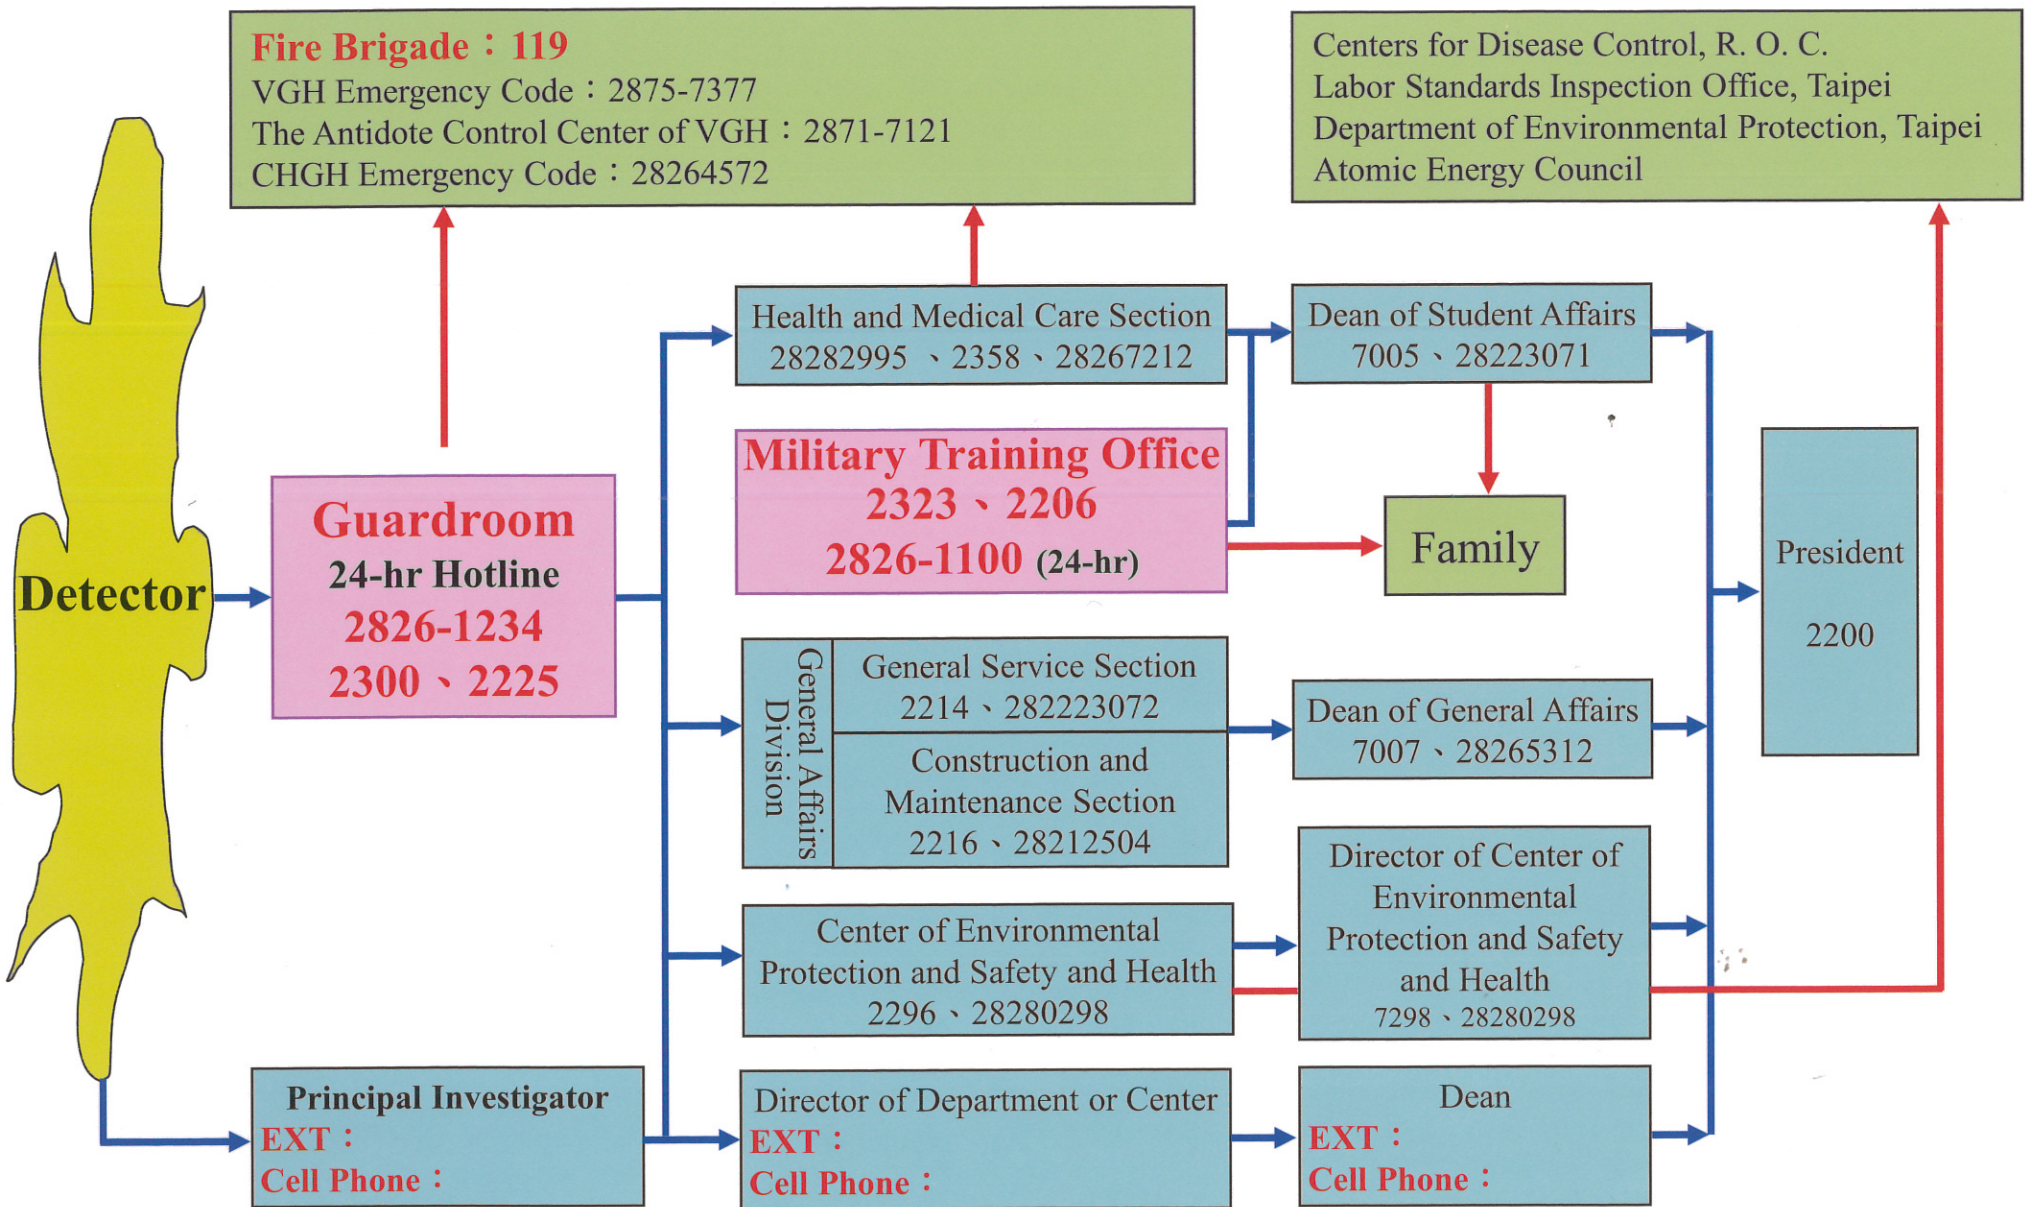 Fire Brigade：119
VGH Emergency Code：2875-7377
The Antidote Control Center of VGH：2871-7121
CHGH Emergency Code：28264572
Centers for Disease Control, R. O. C.
Labor Standards Inspection Office, Taipei
Department of Environmental Protection, Taipei
Atomic Energy Council
Detector
Guardroom
24-hr Hotline
2826-1234
2300、2225
Health and Medical Care Section
28282995 、2358、28267212
Dean of Student Affairs
7005、28223071
Military Training Office
2323、2206
2826-1100 (24-hr)
Family
President
2200
General Affairs
Division
General Service Section
2214、282223072
Construction and
Maintenance Section
2216、28212504
Dean of General Affairs
7007、28265312
Center of Environmental
Protection and Safety and Health
2296、28280298
Director of Center of
Environmental
Protection and Safety
and Health
7298、28280298
Principal Investigator
EXT：
Cell Phone：
Director of Department or Center
EXT：
Cell Phone：
Dean
EXT：
Cell Phone：